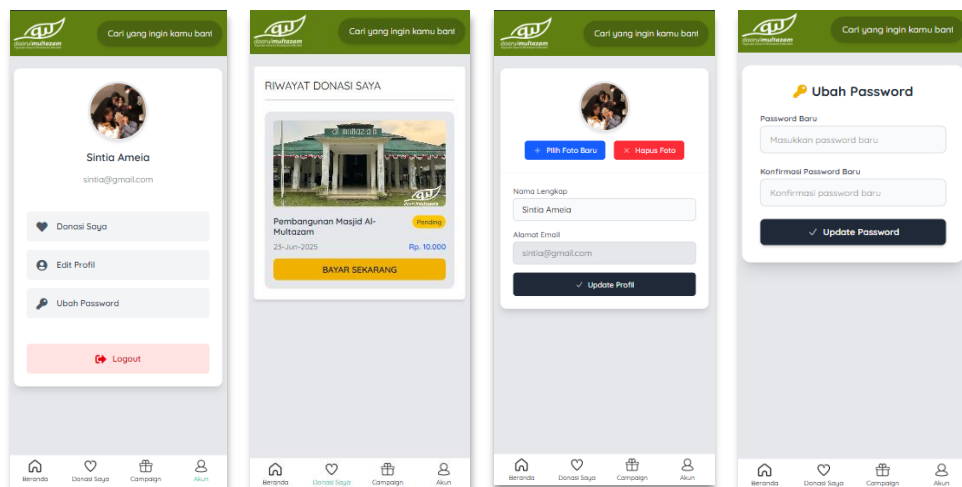 daarulmultazam
Cari yang ingin kamu bant
Sintia Ameia
sintia@gmail.com
Donasi Saya
Edit Profil
Ubah Password
Logout
Beranda
Donasi Saya
Campaign
Akun
daarulmultazam
Cari yang ingin kamu bant
RIWAYAT DONASI SAYA
Pembangunan Masjid Al-
Multazam
Pending
23-Jun-2025
Rp. 10.000
BAYAR SEKARANG
Beranda
Donasi Saya
Campaign
Akun
daarulmultazam
Cari yang ingin kamu bant
+ Pilih Foto Baru
× Hapus Foto
Nama Lengkap
Sintia Ameia
Alamat Email
sintia@gmail.com
✓ Update Profil
Beranda
Donasi Saya
Campaign
Akun
daarulmultazam
Cari yang ingin kamu bant
Ubah Password
Password Baru
Masukkan password baru
Konfirmasi Password Baru
Konfirmasi password baru
✓ Update Password
Beranda
Donasi Saya
Campaign
Akun